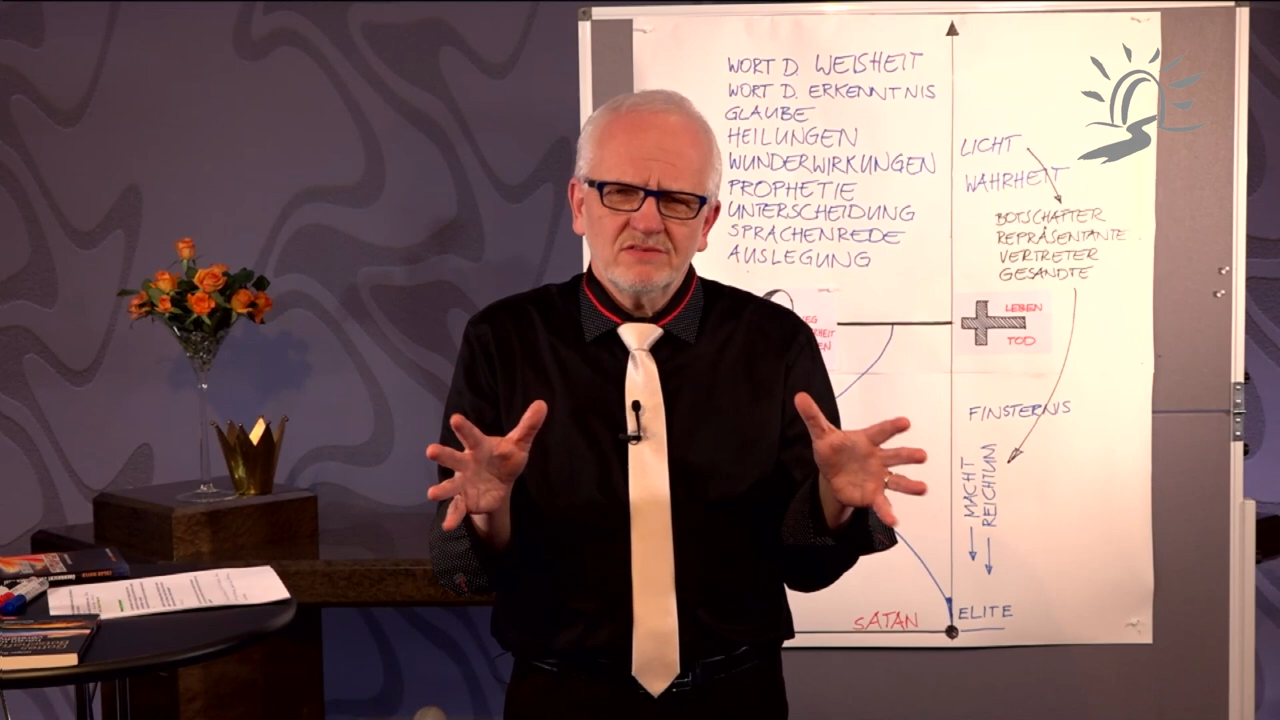 WORT D. WEISHEIT
WORT D. ERKENNTNIS
GLAUBE
HEILUNGEN
WUNDERWIRKUNGEN
PROPHETIE
UNTERSCHEIDUNG
SPRACHENREDE
AUSLEGUNG
LICHT
WAHRHEIT
BOTSCHAFTER
REPRÄSENTANTE
VERTRETER
GESANDTE
LEBEN
TOD
FINSTERNIS
MACHT
REICHTUM
SATAN
ELITE